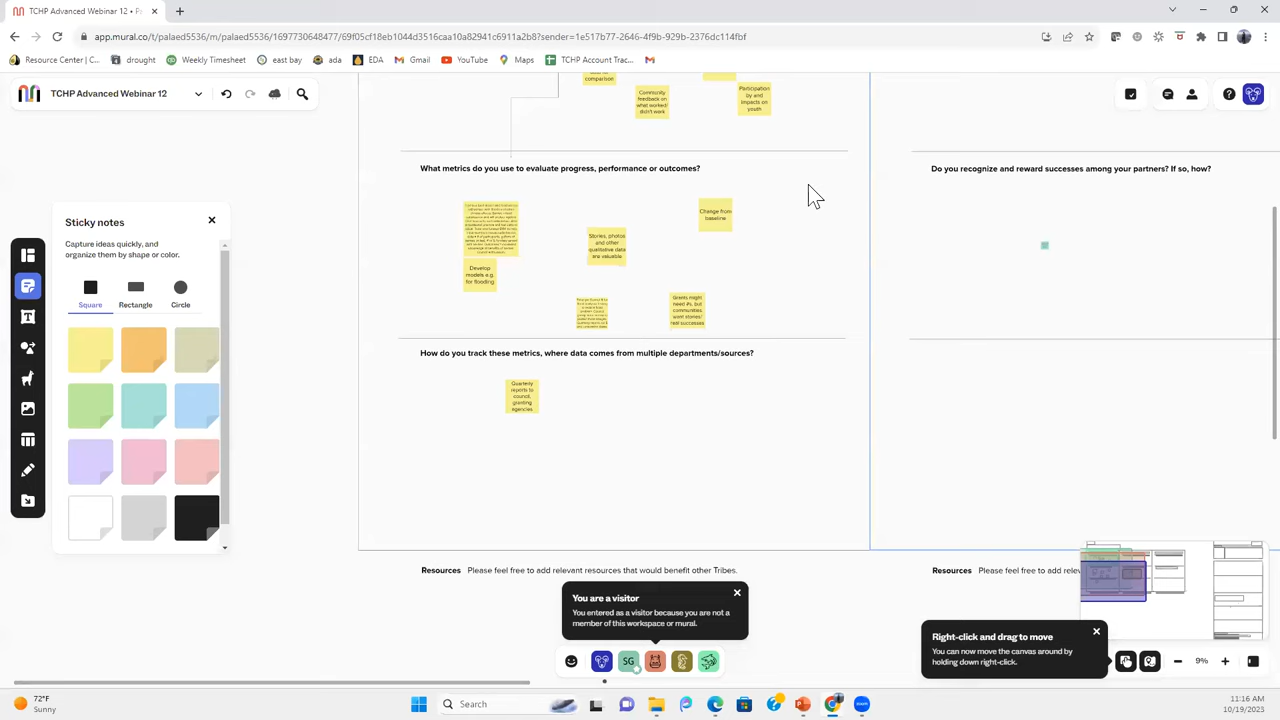 TCHP Advanced Webinar 12 •
app.mural.co/t/palaed5536/m/palaed5536/1697730648477/69f05cf18eb1044d3516caa10a82941c6911a2b8?sender=1e517b77-2646-4f9b-929b-2376dc114fbf
Resource Center | C...
drought
Weekly Timesheet
east bay
ada
EDA
Gmail
YouTube
Maps
TCHP Account Trac...
TCHP Advanced Webinar 12
comparison
Community
feedback on
what worked/
didn't work
Participation
by and
impacts on
youth
What metrics do you use to evaluate progress, performance or outcomes?
Do you recognize and reward successes among your partners? If so, how?
Develop
models e.g.
for flooding
Stories, photos
and other
qualitative data
are valuable
Change from
baseline
Grants might
need #s, but
communities
want stories/
real successes
How do you track these metrics, where data comes from multiple departments/sources?
Quarterly
reports to
council,
granting
agencies
Sticky notes
Capture ideas quickly, and
organize them by shape or color.
Square
Rectangle
Circle
Resources Please feel free to add relevant resources that would benefit other Tribes.
Resources Please feel free to add relev
You are a visitor
You entered as a visitor because you are not a
member of this workspace or mural.
Right-click and drag to move
You can now move the canvas around by
holding down right-click.
SG
9%
72°F
Sunny
Search
zoom
11:16 AM
10/19/2023